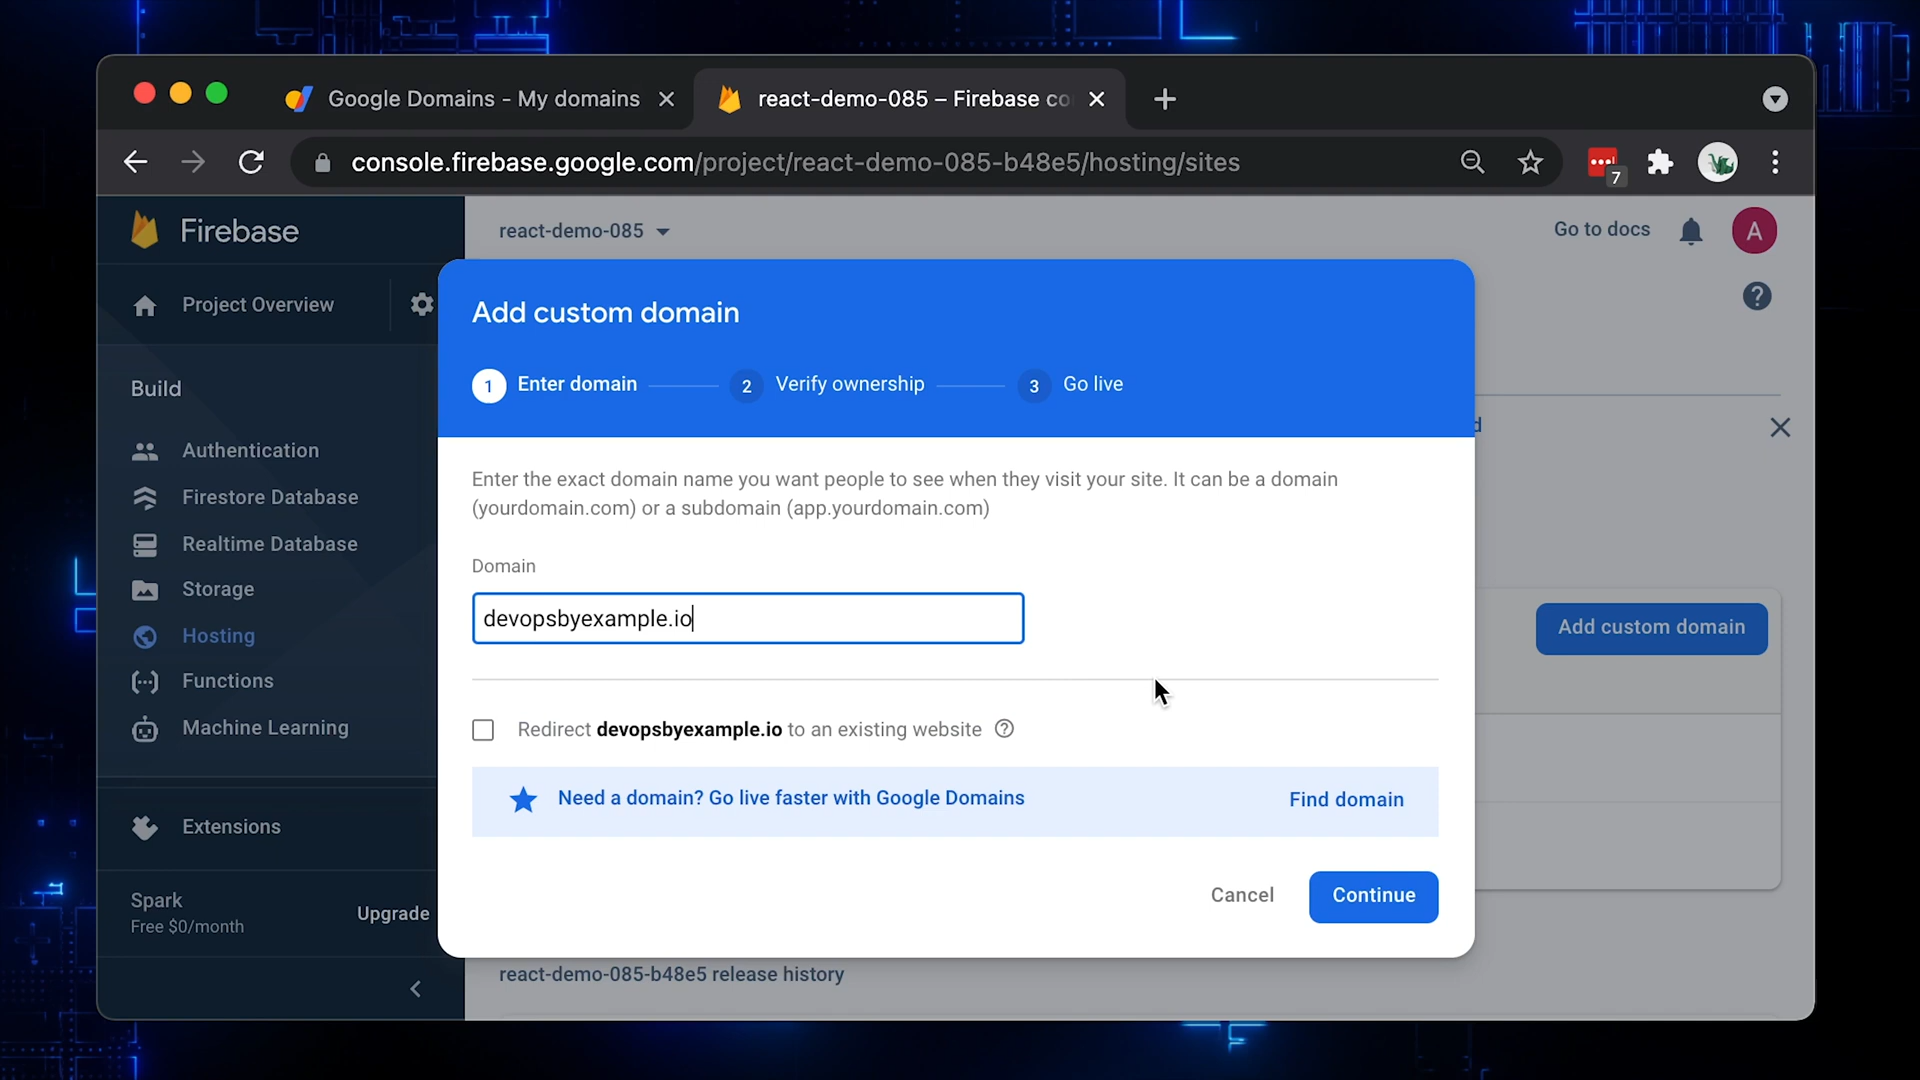 Google Domains - My domains
react-demo-085 – Firebase co
console.firebase.google.com/project/react-demo-085-b48e5/hosting/sites
7
Firebase
react-demo-085
Go to docs
A
Project Overview
Add custom domain
1 Enter domain
2 Verify ownership
3 Go live
Build
Authentication
Firestore Database
Realtime Database
Storage
Hosting
Functions
Machine Learning
Extensions
Spark
Free $0/month
Upgrade
Enter the exact domain name you want people to see when they visit your site. It can be a domain
(yourdomain.com) or a subdomain (app.yourdomain.com)
Domain
devopsbyexample.io
Add custom domain
Redirect devopsbyexample.io to an existing website
Need a domain? Go live faster with Google Domains
Find domain
Cancel
Continue
react-demo-085-b48e5 release history